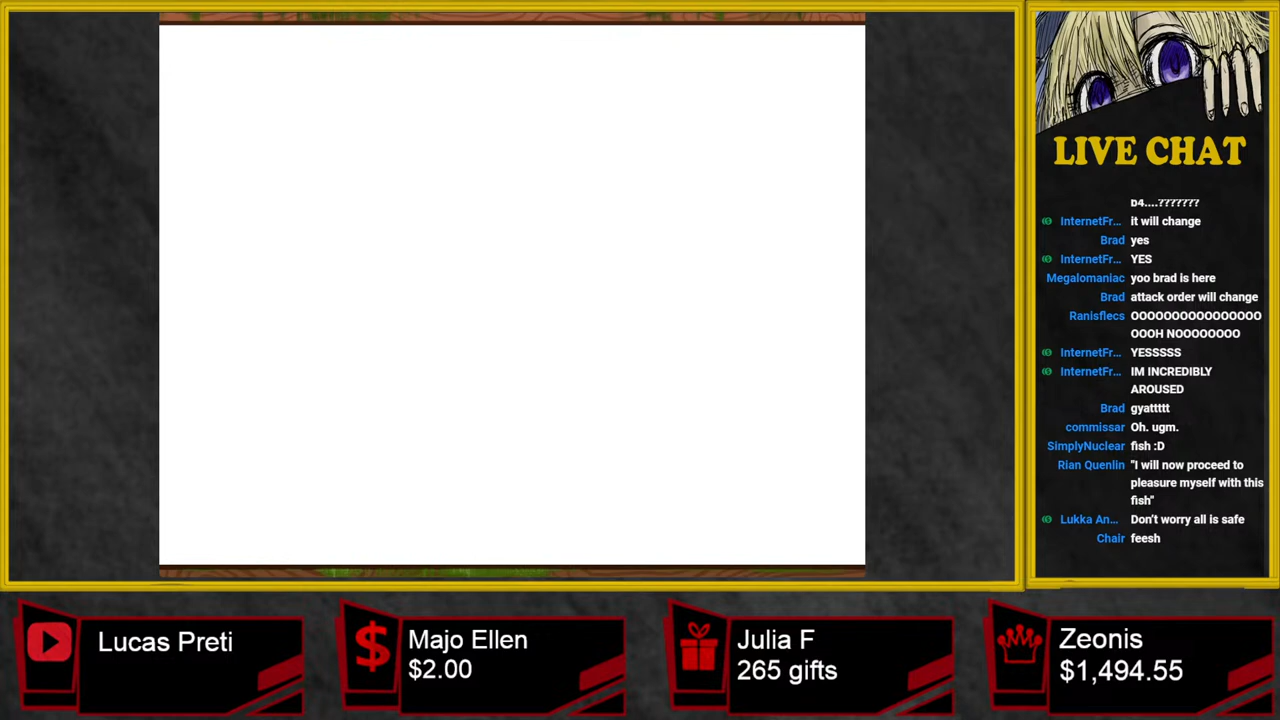 LIVE CHAT
D4....???????
InternetFr... it will change
Brad yes
InternetFr... YES
Megalomaniac yoo brad is here
Brad attack order will change
Ranisflecs OOOOOOOOOOOOOOOO
OOOH NOOOOOOOO
InternetFr... YESSSSS
InternetFr... IM INCREDIBLY
AROUSED
Brad gyattttt
commissar Oh. ugm.
SimplyNuclear fish :D
Rian Quenlin "I will now proceed to
pleasure myself with this
fish"
Lukka An... Don't worry all is safe
Chair feesh
Lucas Preti
Majo Ellen
$2.00
Julia F
265 gifts
Zeonis
$1,494.55